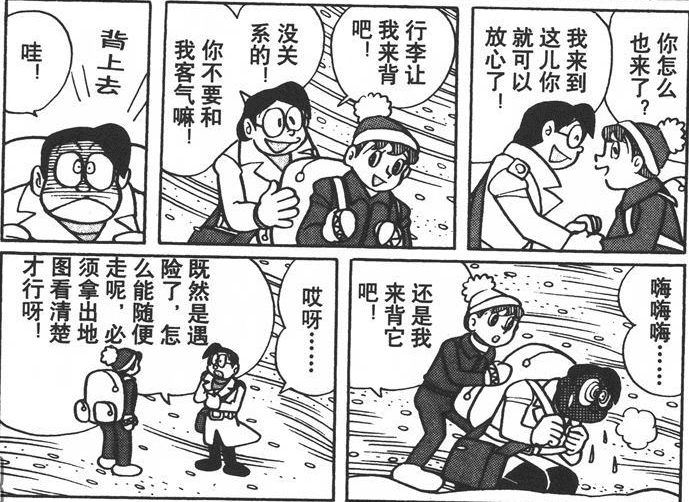 你怎么
也来了？
我来到
这儿你
就可以
放心了！
行李让
我来背
吧！
没关
系的！
你不要和
我客气嘛！
背上去
哇！
嗨嗨嗨……
还是我
来背它
吧！
哎呀……
既然是遇
险了，怎
么能随便
走呢，必
须拿出地
图看清楚
才行呀！